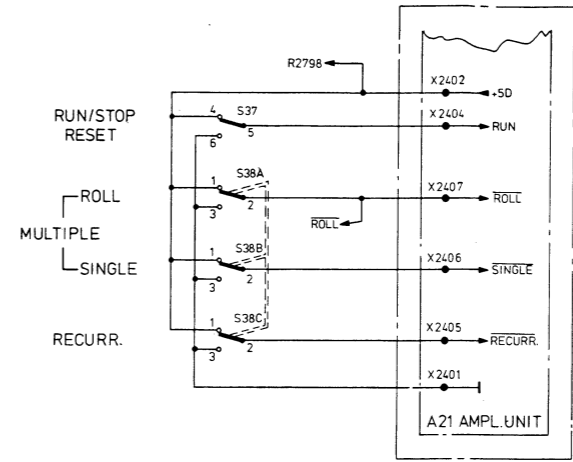 R2798
X2402
+5D
4
S37
X2404
RUN/STOP
RESET
5
RUN
6
S38A
1
X2407
ROLL
2
ROLL
3
ROLL
MULTIPLE
S38B
1
X2406
SINGLE
2
SINGLE
3
S38C
1
X2405
RECURR.
2
RECURR.
3
X2401
A21 AMPL.UNIT